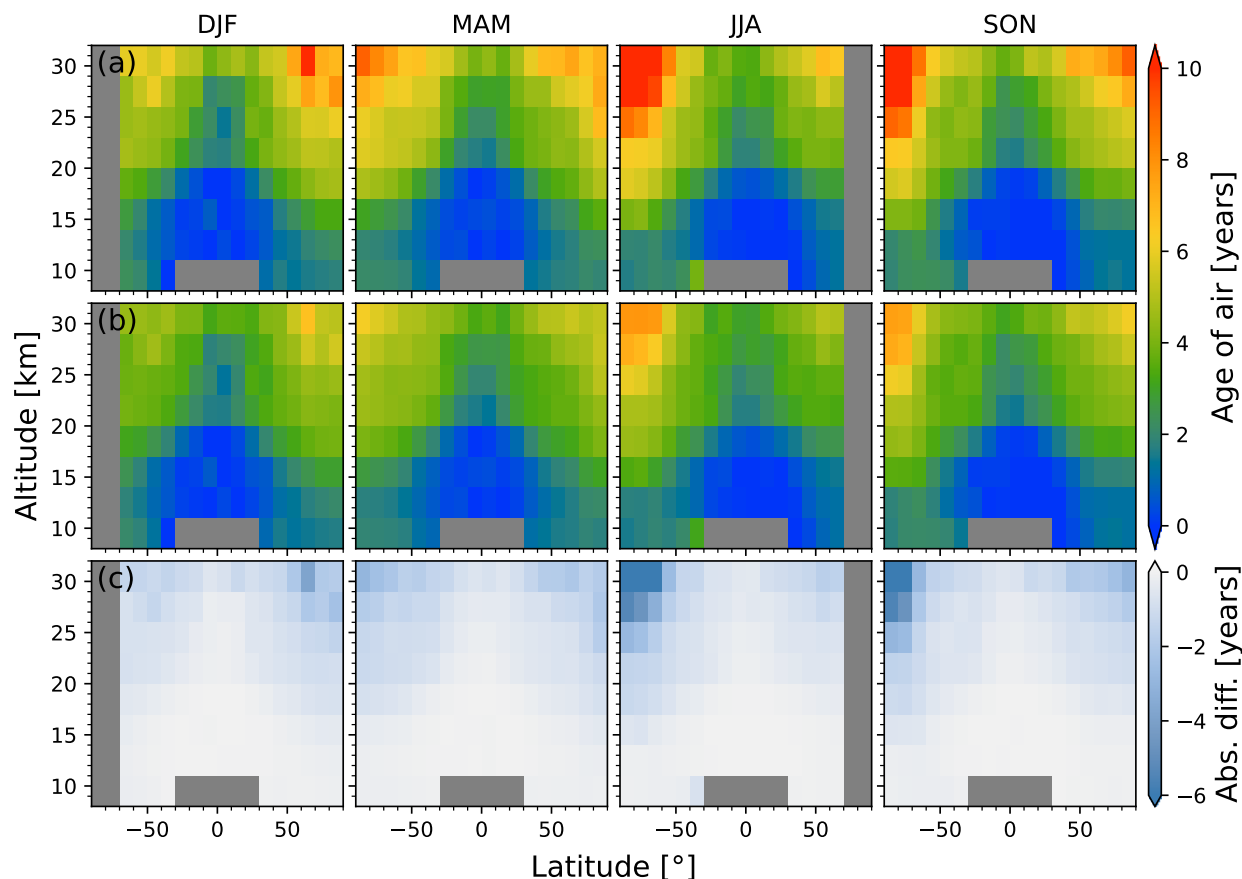 DJF MAM JJA SON
(a)
30
25
20
15
10
(b)
30
25
20
15
10
(c)
30
25
20
15
10
Altitude [km]
−50 0 50 −50 0 50 −50 0 50 −50 0 50
Latitude [°]
10
8
6
4
2
0
Age of air [years]
0
−2
−4
−6
Abs. diff. [years]